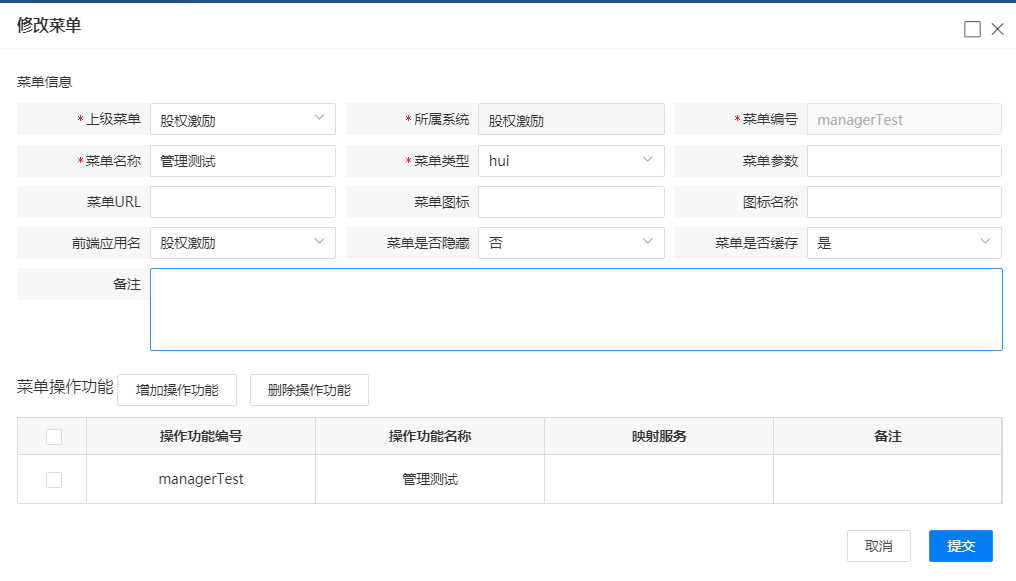 修改菜单
菜单信息
*上级菜单 股权激励 *所属系统 股权激励 *菜单编号 managerTest
*菜单名称 管理测试 *菜单类型 hui 菜单参数
菜单URL 菜单图标 图标名称
前端应用名 股权激励 菜单是否隐藏 否 菜单是否缓存 是
备注
菜单操作功能 增加操作功能 删除操作功能
操作功能编号 操作功能名称 映射服务 备注
managerTest 管理测试
取消 提交